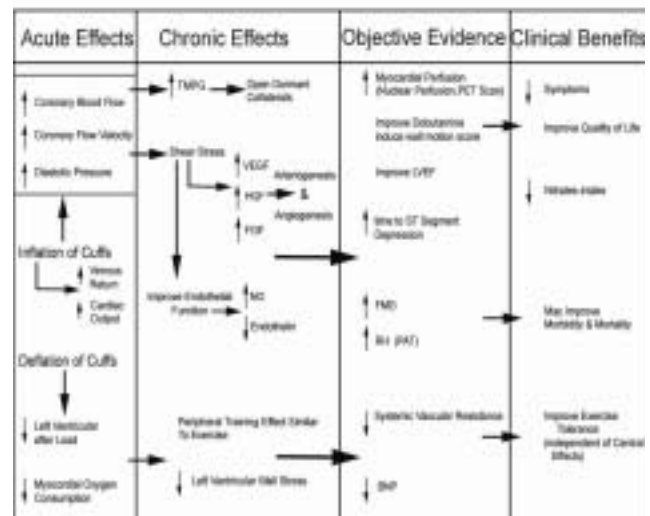 Acute Effects
Chronic Effects
Objective Evidence
Clinical Benefits
Coronary Blood Flow
Coronary Flow Velocity
Diastolic Pressure
Inflation of Cuffs
Venous
Return
Cardiac
Output
Deflation of Cuffs
Left Ventricular
after Load
Myocardial Oxygen
Consumption
TMPG
Open Dormant
Collaterals
Shear Stress
VEGF
HGF
FGF
Arteriogenesis
&
Angiogenesis
Improve Endothelial
Function
NO
Endothelin
Peripheral Training Effect Similar
To Exercise
Left Ventricular Wall Stress
Myocardial Perfusion
(Nuclear Perfusion, PET Score)
Improve Dobutamine
induce wall motion score
Improve LVEF
time to ST Segment
Depression
FMD
RH (PAT)
Systemic Vascular Resistance
BNP
Symptoms
Improve Quality of Life
Nitrates intake
May Improve
Morbidity & Mortality
Improve Exercise
Tolerance
(Independent of Central
Effects)